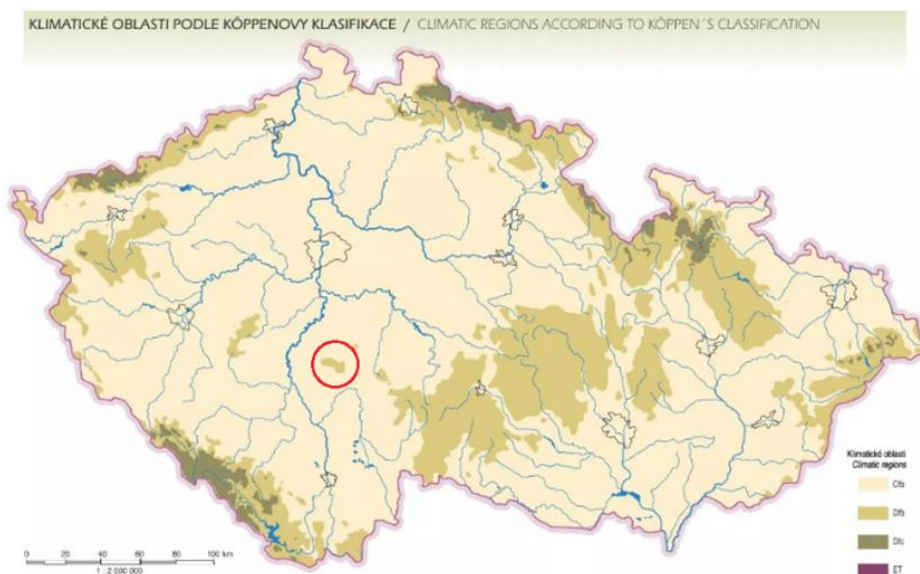 KLIMATICKÉ OBLASTI PODLE KÖPPENOVY KLASIFIKACE / CLIMATIC REGIONS ACCORDING TO KÖPPEN´S CLASSIFICATION
Klimatické oblasti
Climatic regions
Cfb
Dfb
Dfc
ET
0 20 40 60 80 100 km
1 : 2 000 000